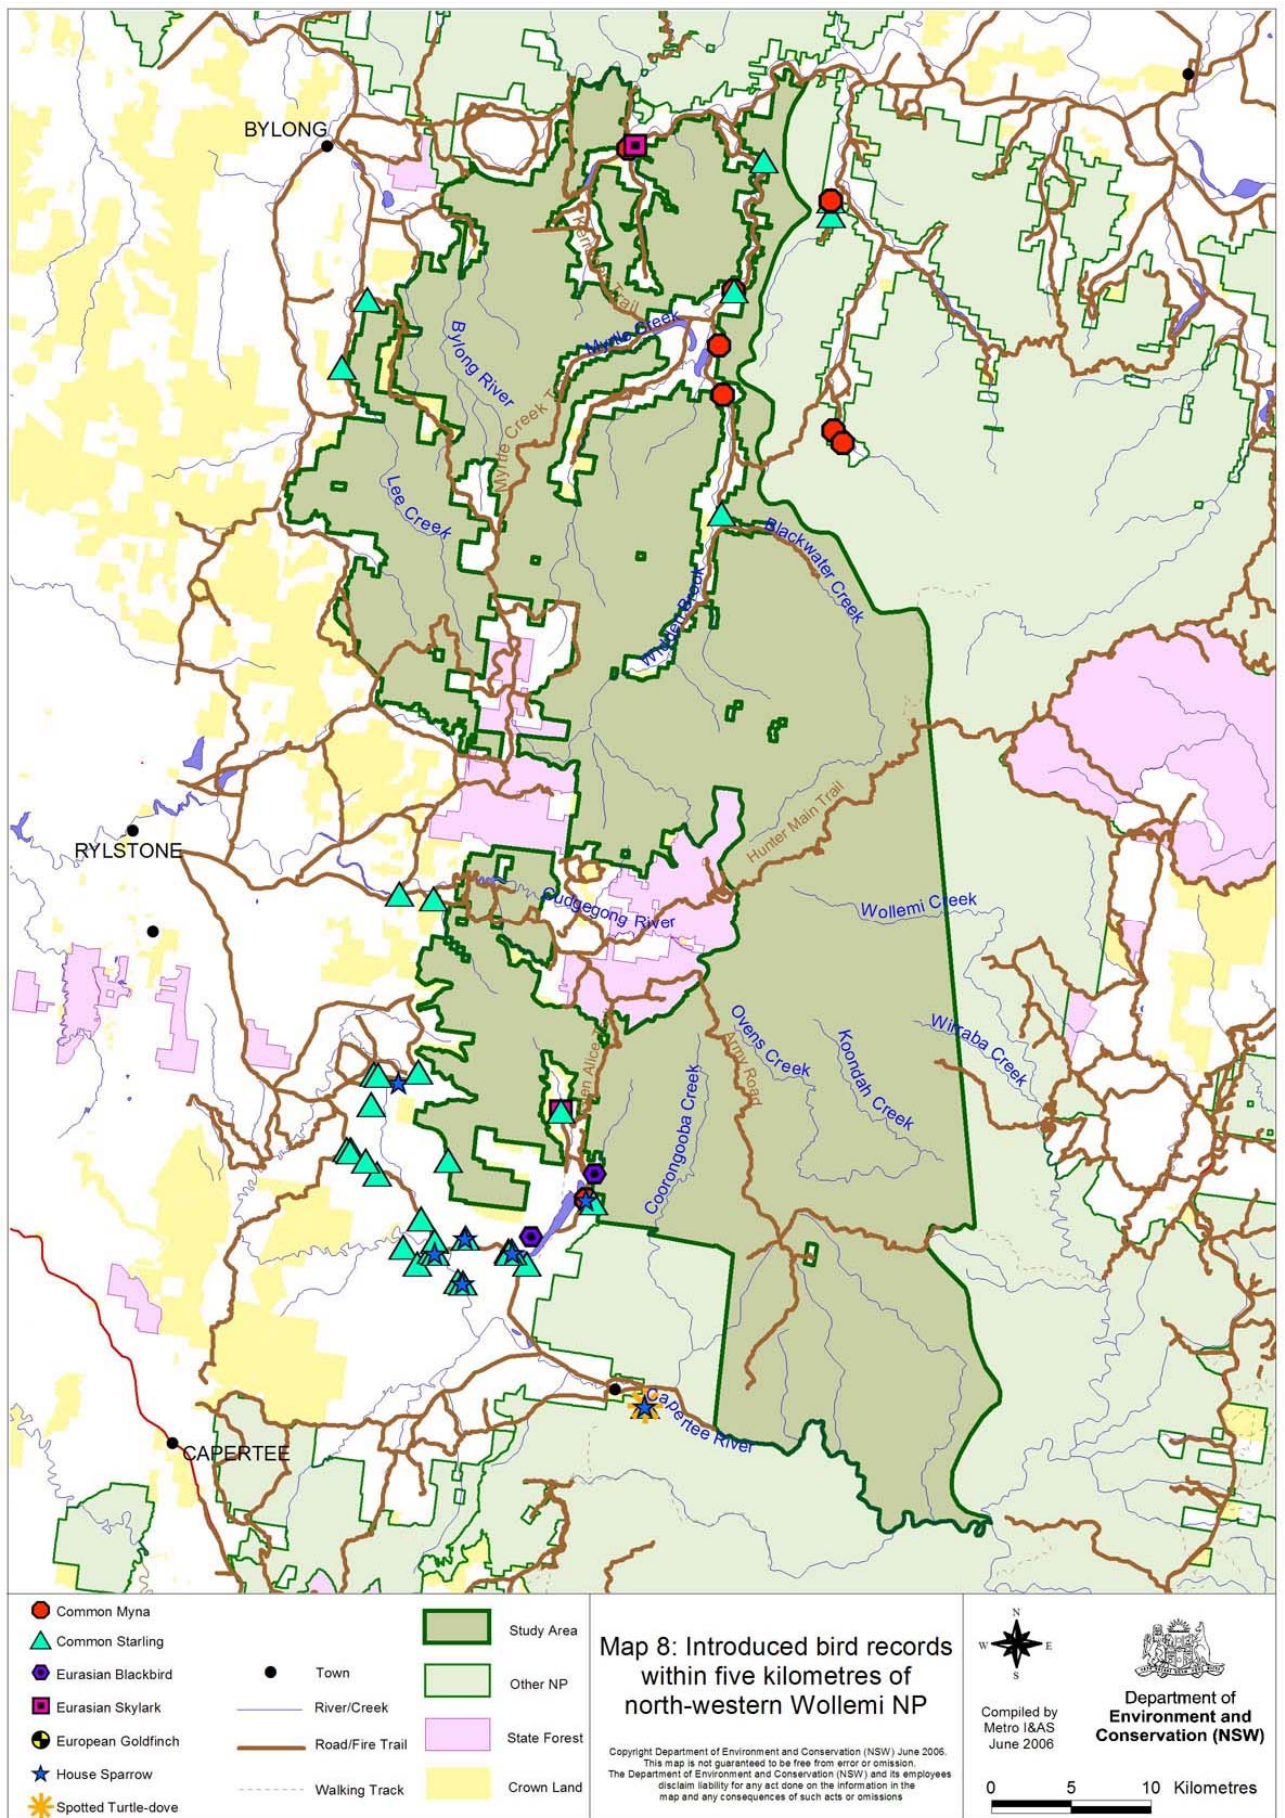 BYLONG
Kerrabee Trail
Myrtle Creek
Bylong River
Myrtle Creek T
Lee Creek
Blackwater Creek
Widden Brook
Hunter Main Trail
RYLSTONE
Cudgegong River
Wollemi Creek
Ovens Creek
Army Road
Koondah Creek
Wirraba Creek
Glen Alice
Coorongooba Creek
Capertee River
CAPERTEE
Common Myna
Common Starling
Eurasian Blackbird
Eurasian Skylark
European Goldfinch
House Sparrow
Spotted Turtle-dove
Town
River/Creek
Road/Fire Trail
Walking Track
Study Area
Other NP
State Forest
Crown Land
Map 8: Introduced bird records
within five kilometres of
north-western Wollemi NP
Copyright Department of Environment and Conservation (NSW) June 2006.
This map is not guaranteed to be free from error or omission.
The Department of Environment and Conservation (NSW) and its employees
disclaim liability for any act done on the information in the
map and any consequences of such acts or omissions
N
W E
S
Compiled by
Metro I&AS
June 2006
Department of
Environment and
Conservation (NSW)
0 5 10 Kilometres